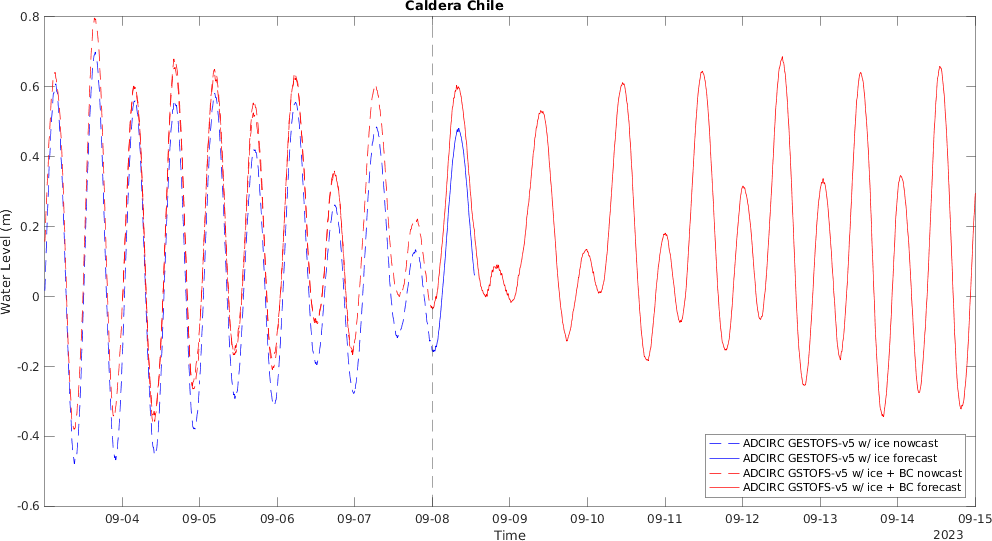 Caldera Chile
0.8
0.6
0.4
0.2
0
-0.2
-0.4
-0.6
Water Level (m)
ADCIRC GESTOFS-v5 w/ ice nowcast
ADCIRC GESTOFS-v5 w/ ice forecast
ADCIRC GSTOFS-v5 w/ ice + BC nowcast
ADCIRC GSTOFS-v5 w/ ice + BC forecast
09-04 09-05 09-06 09-07 09-08 09-09 09-10 09-11 09-12 09-13 09-14 09-15
Time
2023